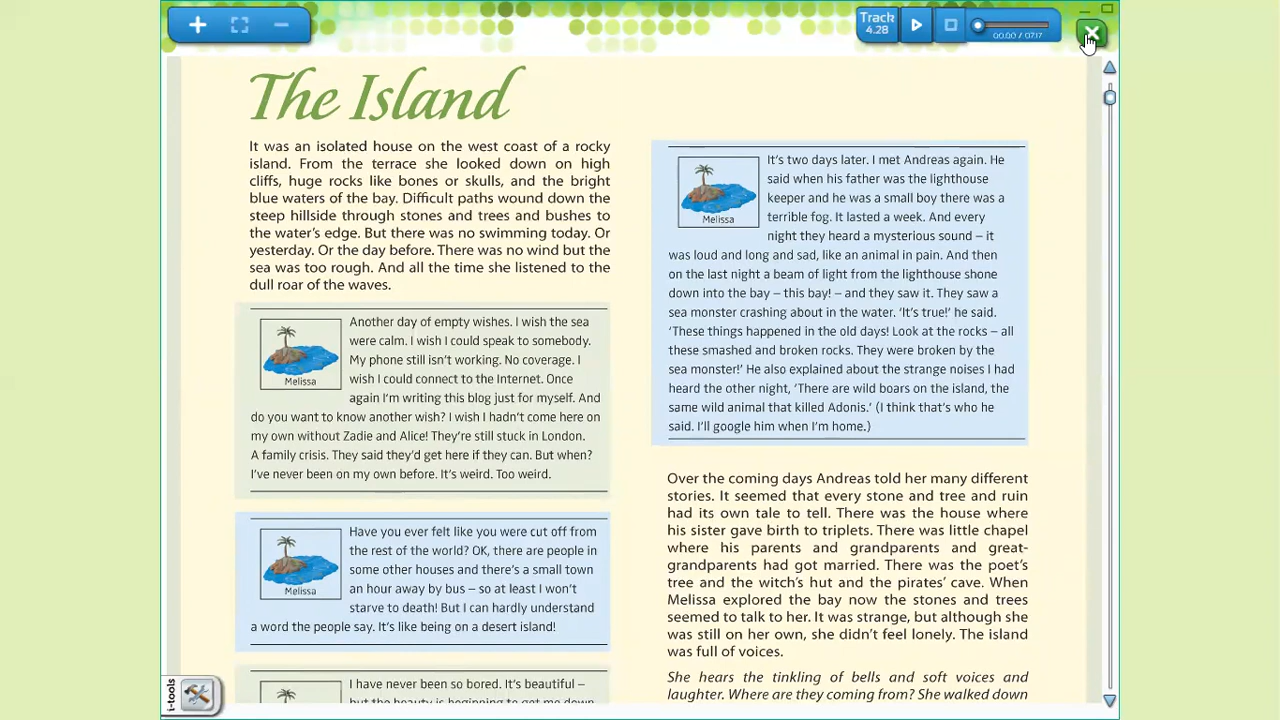 Track
4.28
00:00 / 07:17
The Island
It was an isolated house on the west coast of a rocky
island. From the terrace she looked down on high
cliffs, huge rocks like bones or skulls, and the bright
blue waters of the bay. Difficult paths wound down the
steep hillside through stones and trees and bushes to
the water's edge. But there was no swimming today. Or
yesterday. Or the day before. There was no wind but the
sea was too rough. And all the time she listened to the
dull roar of the waves.
Melissa
Another day of empty wishes. I wish the sea
were calm. I wish I could speak to somebody.
My phone still isn't working. No coverage. I
wish I could connect to the Internet. Once
again I'm writing this blog just for myself. And
do you want to know another wish? I wish I hadn't come here on
my own without Zadie and Alice! They're still stuck in London.
A family crisis. They said they'd get here if they can. But when?
I've never been on my own before. It's weird. Too weird.
Melissa
Have you ever felt like you were cut off from
the rest of the world? OK, there are people in
some other houses and there's a small town
an hour away by bus – so at least I won't
starve to death! But I can hardly understand
a word the people say. It's like being on a desert island!
I have never been so bored. It's beautiful –
but the beauty is beginning to get me down
Melissa
It's two days later. I met Andreas again. He
said when his father was the lighthouse
keeper and he was a small boy there was a
terrible fog. It lasted a week. And every
night they heard a mysterious sound – it
was loud and long and sad, like an animal in pain. And then
on the last night a beam of light from the lighthouse shone
down into the bay – this bay! – and they saw it. They saw a
sea monster crashing about in the water. 'It's true!' he said.
'These things happened in the old days! Look at the rocks – all
these smashed and broken rocks. They were broken by the
sea monster!' He also explained about the strange noises I had
heard the other night, 'There are wild boars on the island, the
same wild animal that killed Adonis.' (I think that's who he
said. I'll google him when I'm home.)
Over the coming days Andreas told her many different
stories. It seemed that every stone and tree and ruin
had its own tale to tell. There was the house where
his sister gave birth to triplets. There was little chapel
where his parents and grandparents and great-
grandparents had got married. There was the poet's
tree and the witch's hut and the pirates' cave. When
Melissa explored the bay now the stones and trees
seemed to talk to her. It was strange, but although she
was still on her own, she didn't feel lonely. The island
was full of voices.
She hears the tinkling of bells and soft voices and
laughter. Where are they coming from? She walked down
i-tools